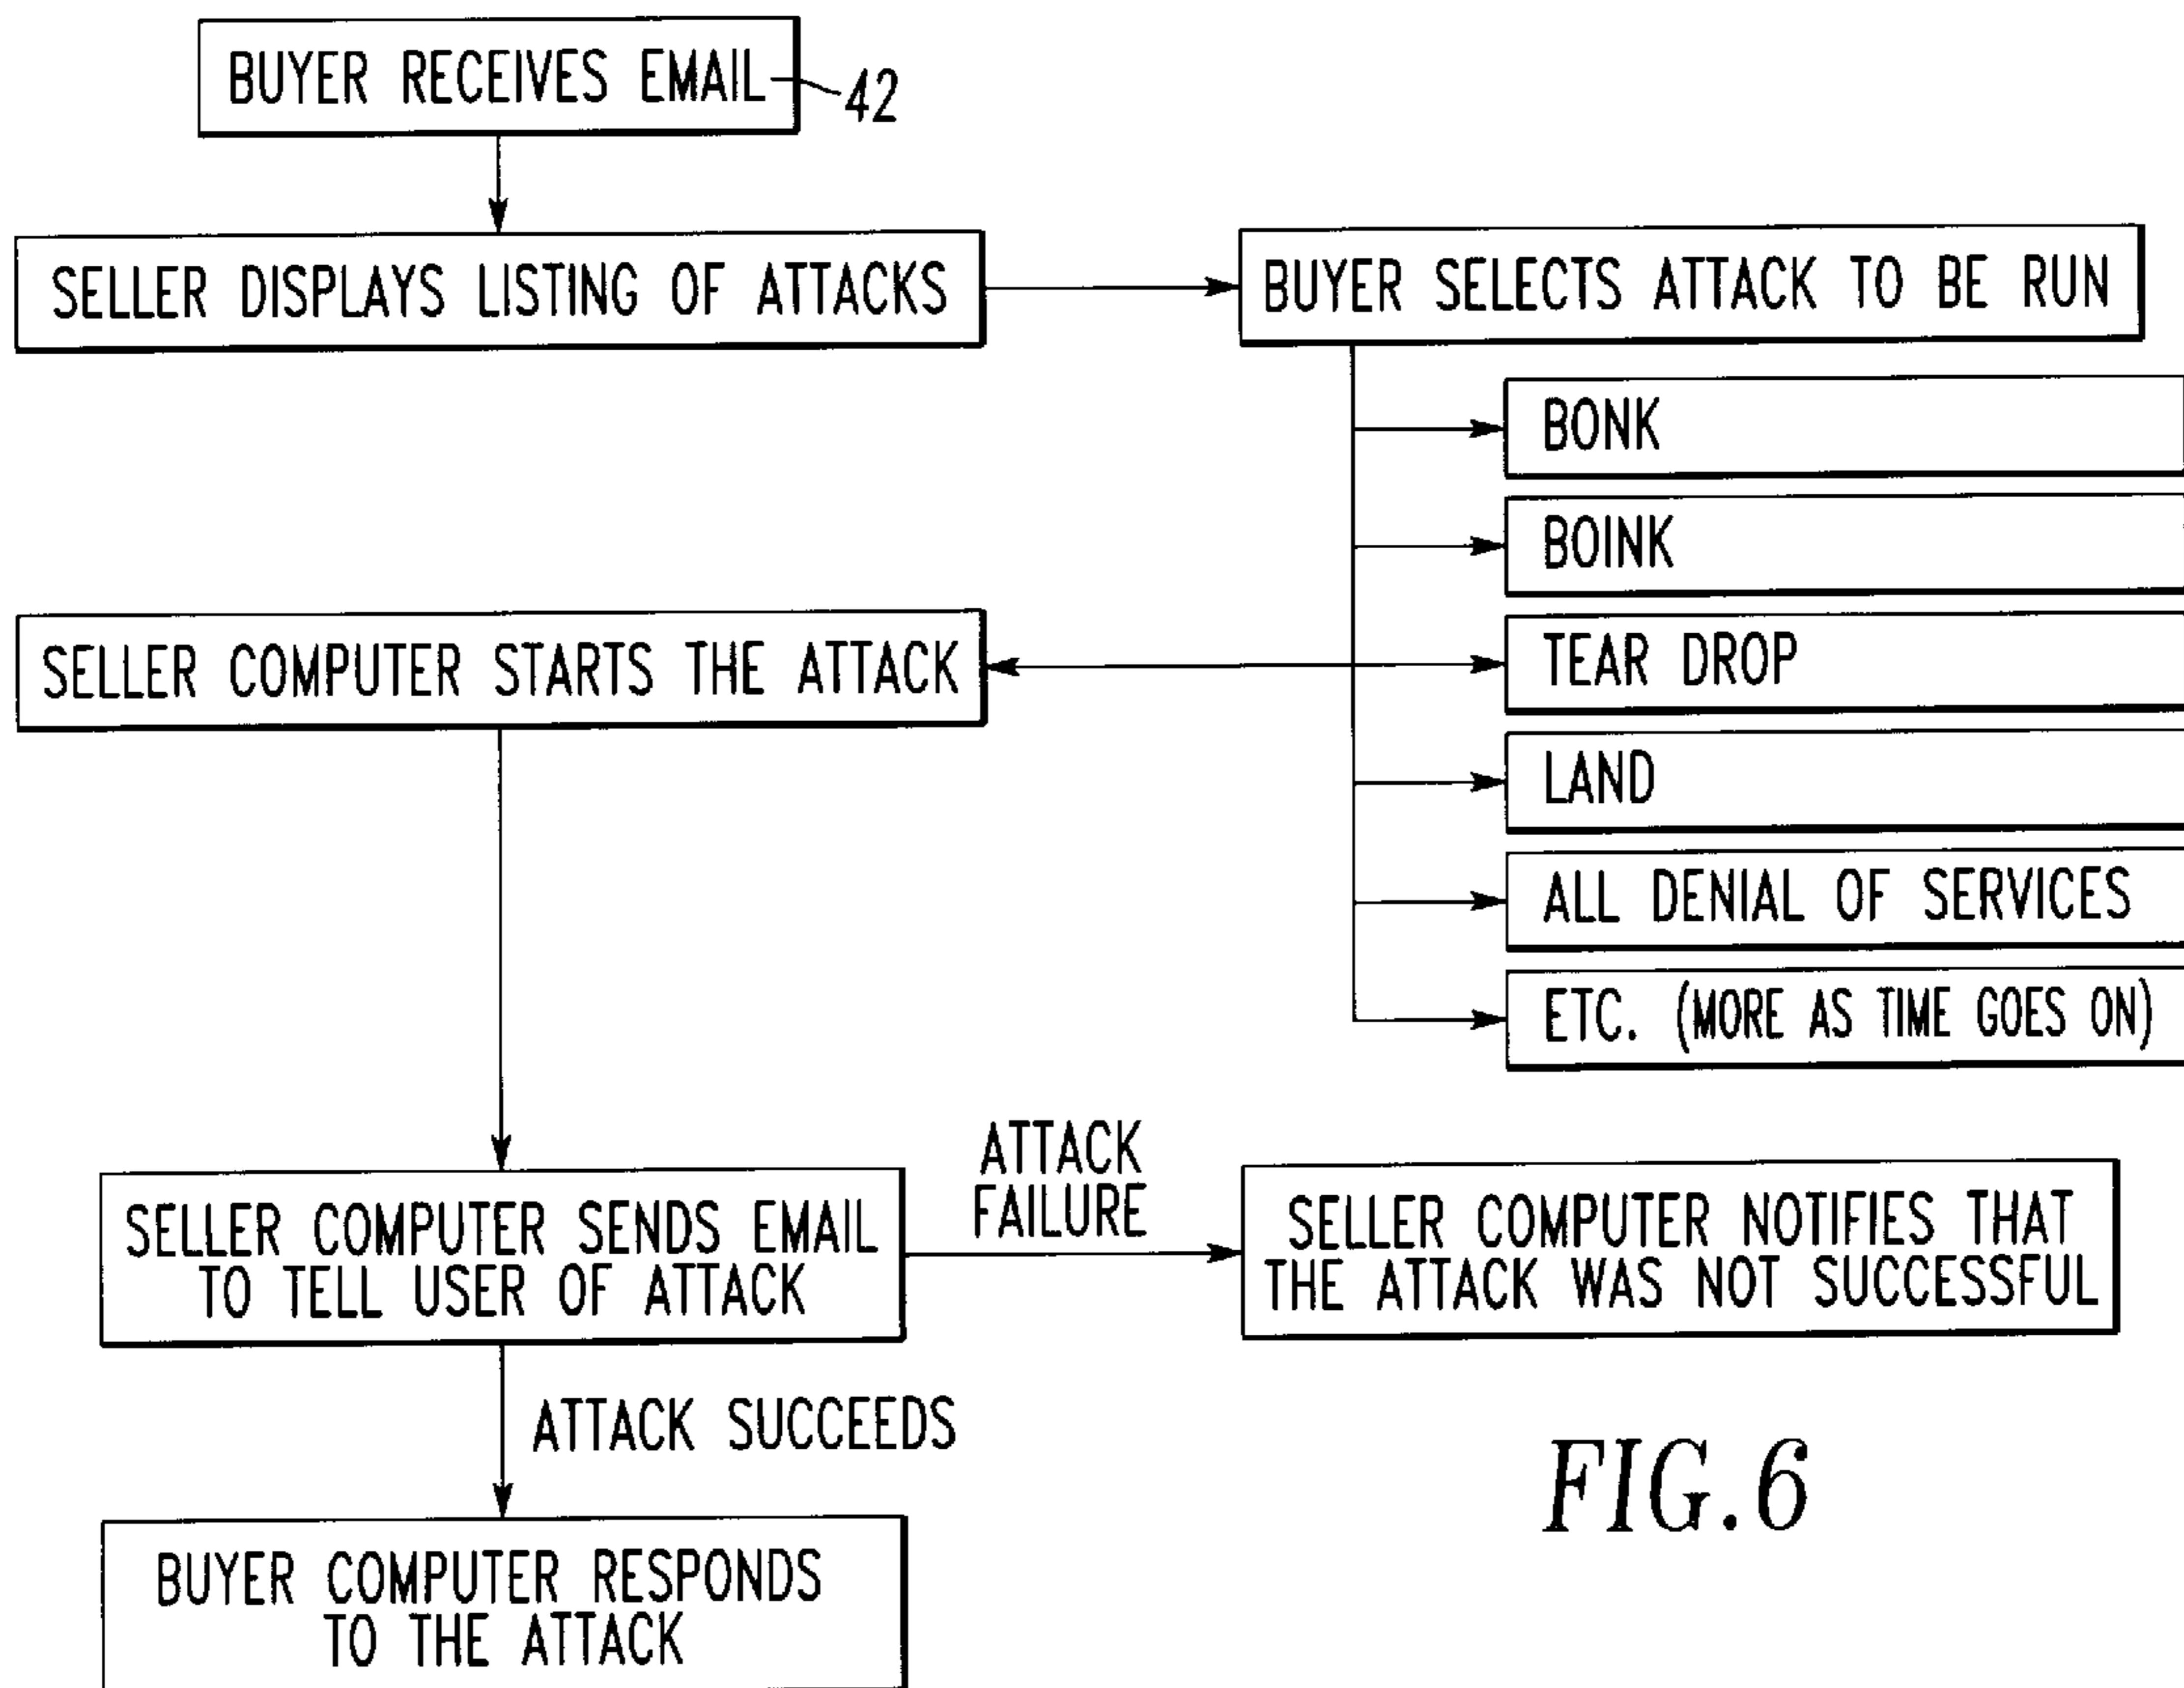 BUYER RECEIVES EMAIL
42
SELLER DISPLAYS LISTING OF ATTACKS
BUYER SELECTS ATTACK TO BE RUN
BONK
BOINK
TEAR DROP
LAND
ALL DENIAL OF SERVICES
ETC. (MORE AS TIME GOES ON)
SELLER COMPUTER STARTS THE ATTACK
SELLER COMPUTER SENDS EMAIL
TO TELL USER OF ATTACK
ATTACK
FAILURE
SELLER COMPUTER NOTIFIES THAT
THE ATTACK WAS NOT SUCCESSFUL
ATTACK SUCCEEDS
BUYER COMPUTER RESPONDS
TO THE ATTACK
FIG.6